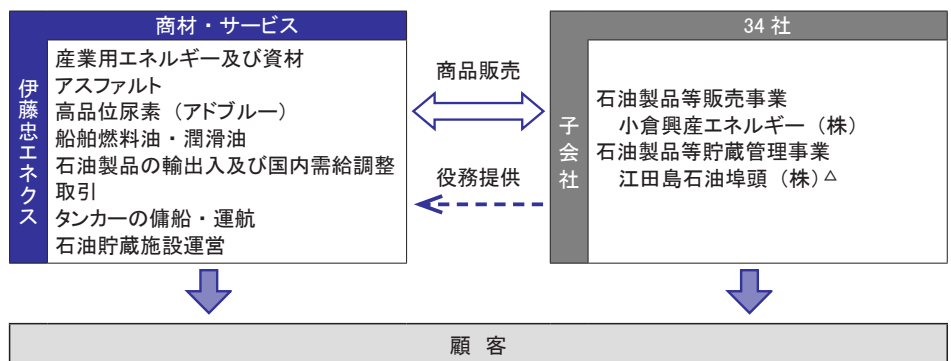 商材・サービス
伊藤忠エネクス
産業用エネルギー及び資材
アスファルト
高品位尿素（アドブルー）
船舶燃料油・潤滑油
石油製品の輸出入及び国内需給調整
取引
タンカーの傭船・運航
石油貯蔵施設運営
商品販売
役務提供
34 社
子会社
石油製品等販売事業
小倉興産エネルギー（株）
石油製品等貯蔵管理事業
江田島石油埠頭（株）△
顧 客